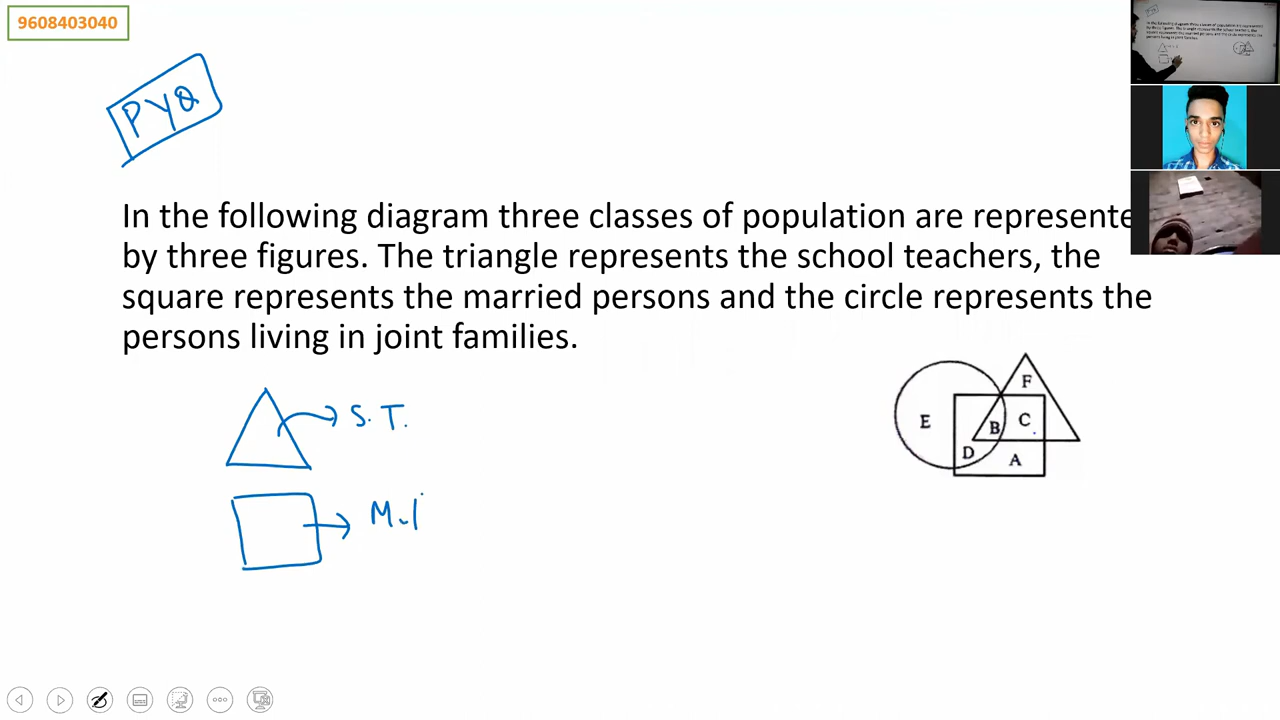 9608403040
PYQ
In the following diagram three classes of population are represente
by three figures. The triangle represents the school teachers, the
square represents the married persons and the circle represents the
persons living in joint families.
S.T.
M.
F
E
B
C
D
A